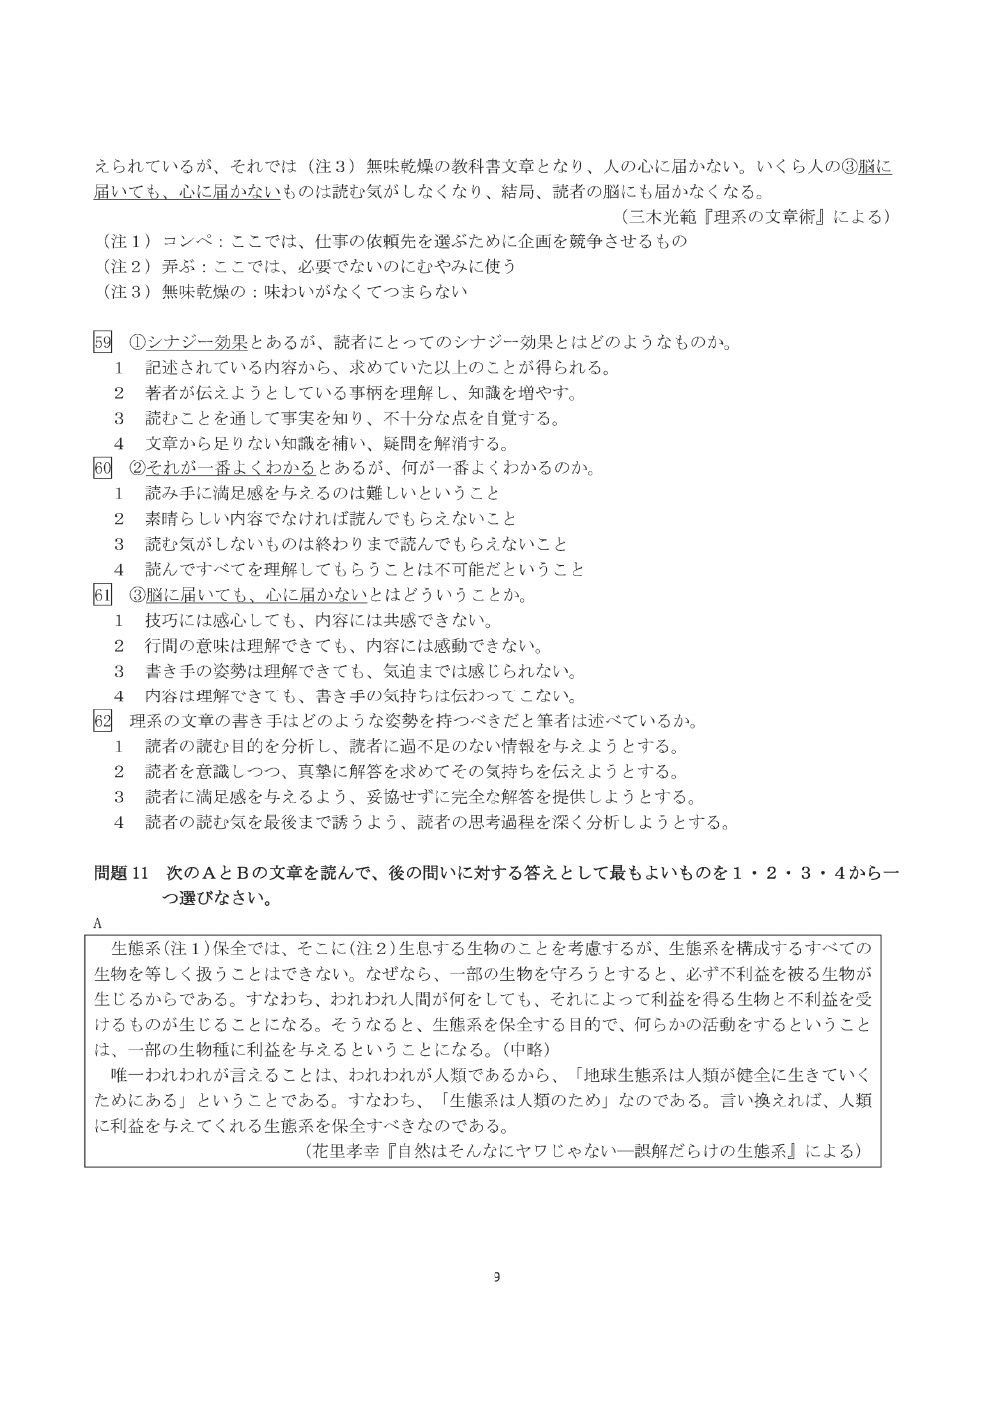 えられているが、それでは（注３）無味乾燥の教科書文章となり、人の心に届かない。いくら人の③脳に
届いても、心に届かないものは読む気がしなくなり、結局、読者の脳にも届かなくなる。
（三木光範『理系の文章術』による）
（注１）コンペ：ここでは、仕事の依頼先を選ぶために企画を競争させるもの
（注２）弄ぶ：ここでは、必要でないのにむやみに使う
（注３）無味乾燥の：味わいがなくてつまらない
59　①シナジー効果とあるが、読者にとってのシナジー効果とはどのようなものか。
１　記述されている内容から、求めていた以上のことが得られる。
２　著者が伝えようとしている事柄を理解し、知識を増やす。
３　読むことを通して事実を知り、不十分な点を自覚する。
４　文章から足りない知識を補い、疑問を解消する。
60　②それが一番よくわかるとあるが、何が一番よくわかるのか。
１　読み手に満足感を与えるのは難しいということ
２　素晴らしい内容でなければ読んでもらえないこと
３　読む気がしないものは終わりまで読んでもらえないこと
４　読んですべてを理解してもらうことは不可能だということ
61　③脳に届いても、心に届かないとはどういうことか。
１　技巧には感心しても、内容には共感できない。
２　行間の意味は理解できても、内容には感動できない。
３　書き手の姿勢は理解できても、気迫までは感じられない。
４　内容は理解できても、書き手の気持ちは伝わってこない。
62　理系の文章の書き手はどのような姿勢を持つべきだと筆者は述べているか。
１　読者の読む目的を分析し、読者に過不足のない情報を与えようとする。
２　読者を意識しつつ、真摯に解答を求めてその気持ちを伝えようとする。
３　読者に満足感を与えるよう、妥協せずに完全な解答を提供しようとする。
４　読者の読む気を最後まで誘うよう、読者の思考過程を深く分析しようとする。
問題 11　次のＡとＢの文章を読んで、後の問いに対する答えとして最もよいものを１・２・３・４から一
つ選びなさい。
A
生態系(注１)保全では、そこに(注２)生息する生物のことを考慮するが、生態系を構成するすべての
生物を等しく扱うことはできない。なぜなら、一部の生物を守ろうとすると、必ず不利益を被る生物が
生じるからである。すなわち、われわれ人間が何をしても、それによって利益を得る生物と不利益を受
けるものが生じることになる。そうなると、生態系を保全する目的で、何らかの活動をするということ
は、一部の生物種に利益を与えるということになる。（中略）
唯一われわれが言えることは、われわれが人類であるから、「地球生態系は人類が健全に生きていく
ためにある」ということである。すなわち、「生態系は人類のため」なのである。言い換えれば、人類
に利益を与えてくれる生態系を保全すべきなのである。
（花里孝幸『自然はそんなにヤワじゃない―誤解だらけの生態系』による）
9